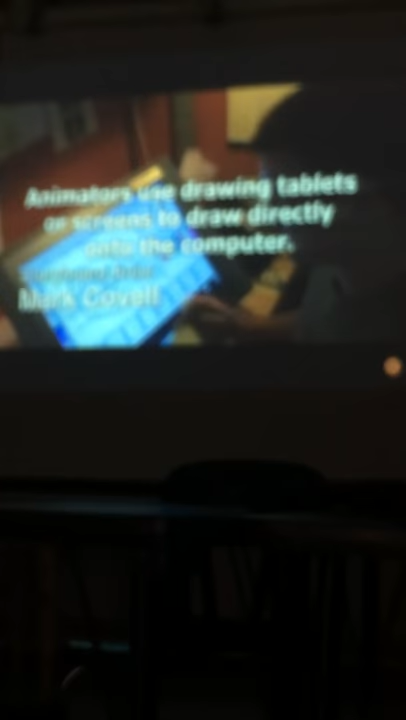 Animators use drawing tablets
or screens to draw directly
onto the computer.
Mark Covell